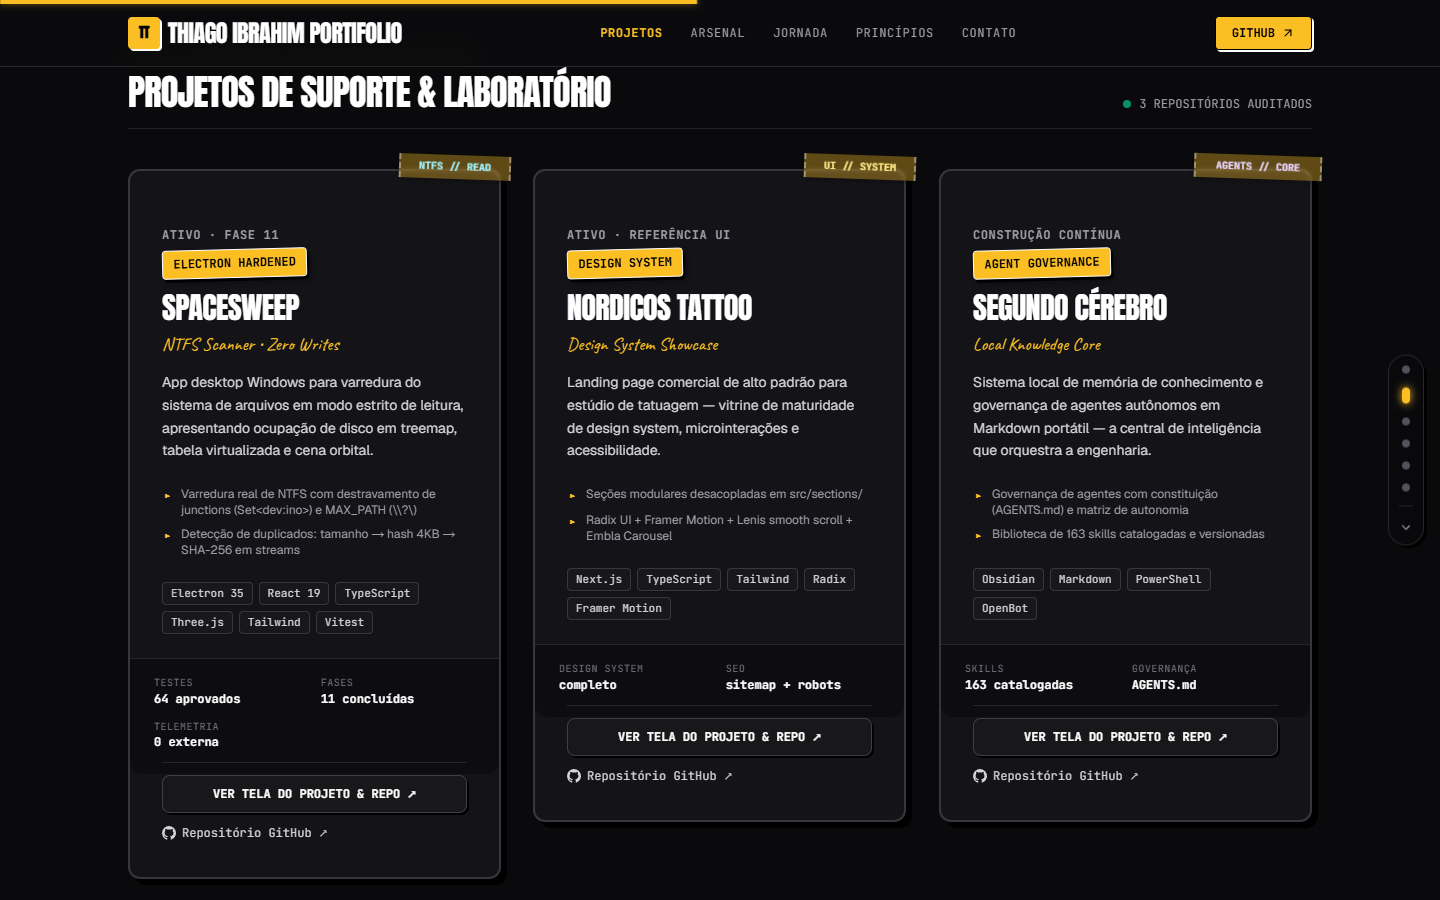 TI THIAGO IBRAHIM PORTIFOLIO
PROJETOS ARSENAL JORNADA PRINCÍPIOS CONTATO
GITHUB ↗
PROJETOS DE SUPORTE & LABORATÓRIO
3 REPOSITÓRIOS AUDITADOS
NTFS // READ
ATIVO · FASE 11
ELECTRON HARDENED
SPACESWEEP
NTFS Scanner · Zero Writes
App desktop Windows para varredura do
sistema de arquivos em modo estrito de leitura,
apresentando ocupação de disco em treemap,
tabela virtualizada e cena orbital.
► Varredura real de NTFS com destravamento de
junctions (Set<dev:ino>) e MAX_PATH (\\?\)
► Detecção de duplicados: tamanho → hash 4KB →
SHA-256 em streams
Electron 35 React 19 TypeScript
Three.js Tailwind Vitest
TESTES FASES
64 aprovados 11 concluídas
TELEMETRIA
0 externa
VER TELA DO PROJETO & REPO ↗
Repositório GitHub ↗
UI // SYSTEM
ATIVO · REFERÊNCIA UI
DESIGN SYSTEM
NORDICOS TATTOO
Design System Showcase
Landing page comercial de alto padrão para
estúdio de tatuagem — vitrine de maturidade
de design system, microinterações e
acessibilidade.
► Seções modulares desacopladas em src/sections/
► Radix UI + Framer Motion + Lenis smooth scroll +
Embla Carousel
Next.js TypeScript Tailwind Radix
Framer Motion
DESIGN SYSTEM SEO
completo sitemap + robots
VER TELA DO PROJETO & REPO ↗
Repositório GitHub ↗
AGENTS // CORE
CONSTRUÇÃO CONTÍNUA
AGENT GOVERNANCE
SEGUNDO CÉREBRO
Local Knowledge Core
Sistema local de memória de conhecimento e
governança de agentes autônomos em
Markdown portátil — a central de inteligência
que orquestra a engenharia.
► Governança de agentes com constituição
(AGENTS.md) e matriz de autonomia
► Biblioteca de 163 skills catalogadas e versionadas
Obsidian Markdown PowerShell
OpenBot
SKILLS GOVERNANÇA
163 catalogadas AGENTS.md
VER TELA DO PROJETO & REPO ↗
Repositório GitHub ↗